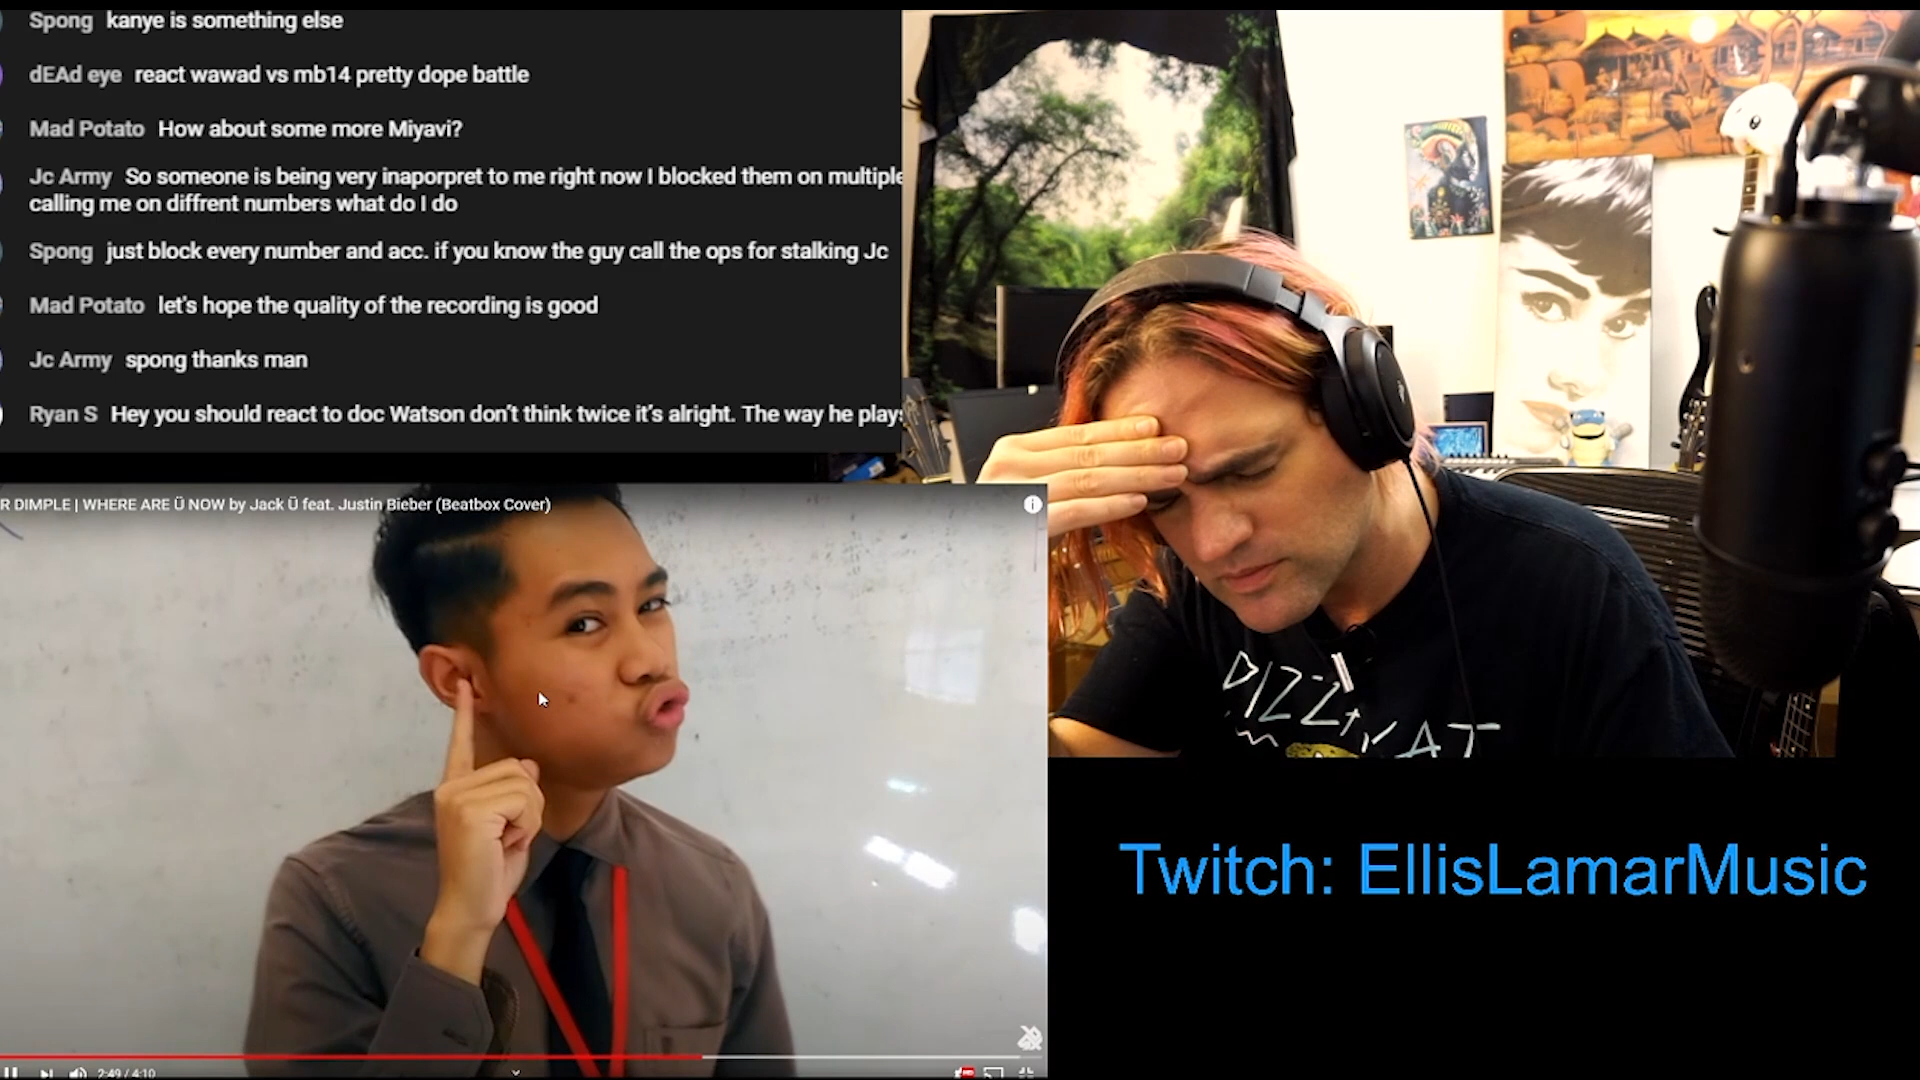 Spong kanye is something else
dEAd eye react wawad vs mb14 pretty dope battle
Mad Potato How about some more Miyavi?
Jc Army So someone is being very inaporpret to me right now I blocked them on multiple
calling me on diffrent numbers what do I do
Spong just block every number and acc. if you know the guy call the ops for stalking Jc
Mad Potato let's hope the quality of the recording is good
Jc Army spong thanks man
Ryan S Hey you should react to doc Watson don't think twice it's alright. The way he plays
R DIMPLE | WHERE ARE Ü NOW by Jack Ü feat. Justin Bieber (Beatbox Cover)
2:49 / 4:10
Twitch: EllisLamarMusic